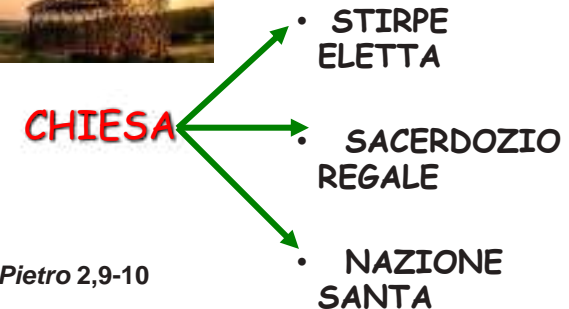 • STIRPE
ELETTA
CHIESA
• SACERDOZIO
REGALE
• NAZIONE
SANTA
Pietro 2,9-10